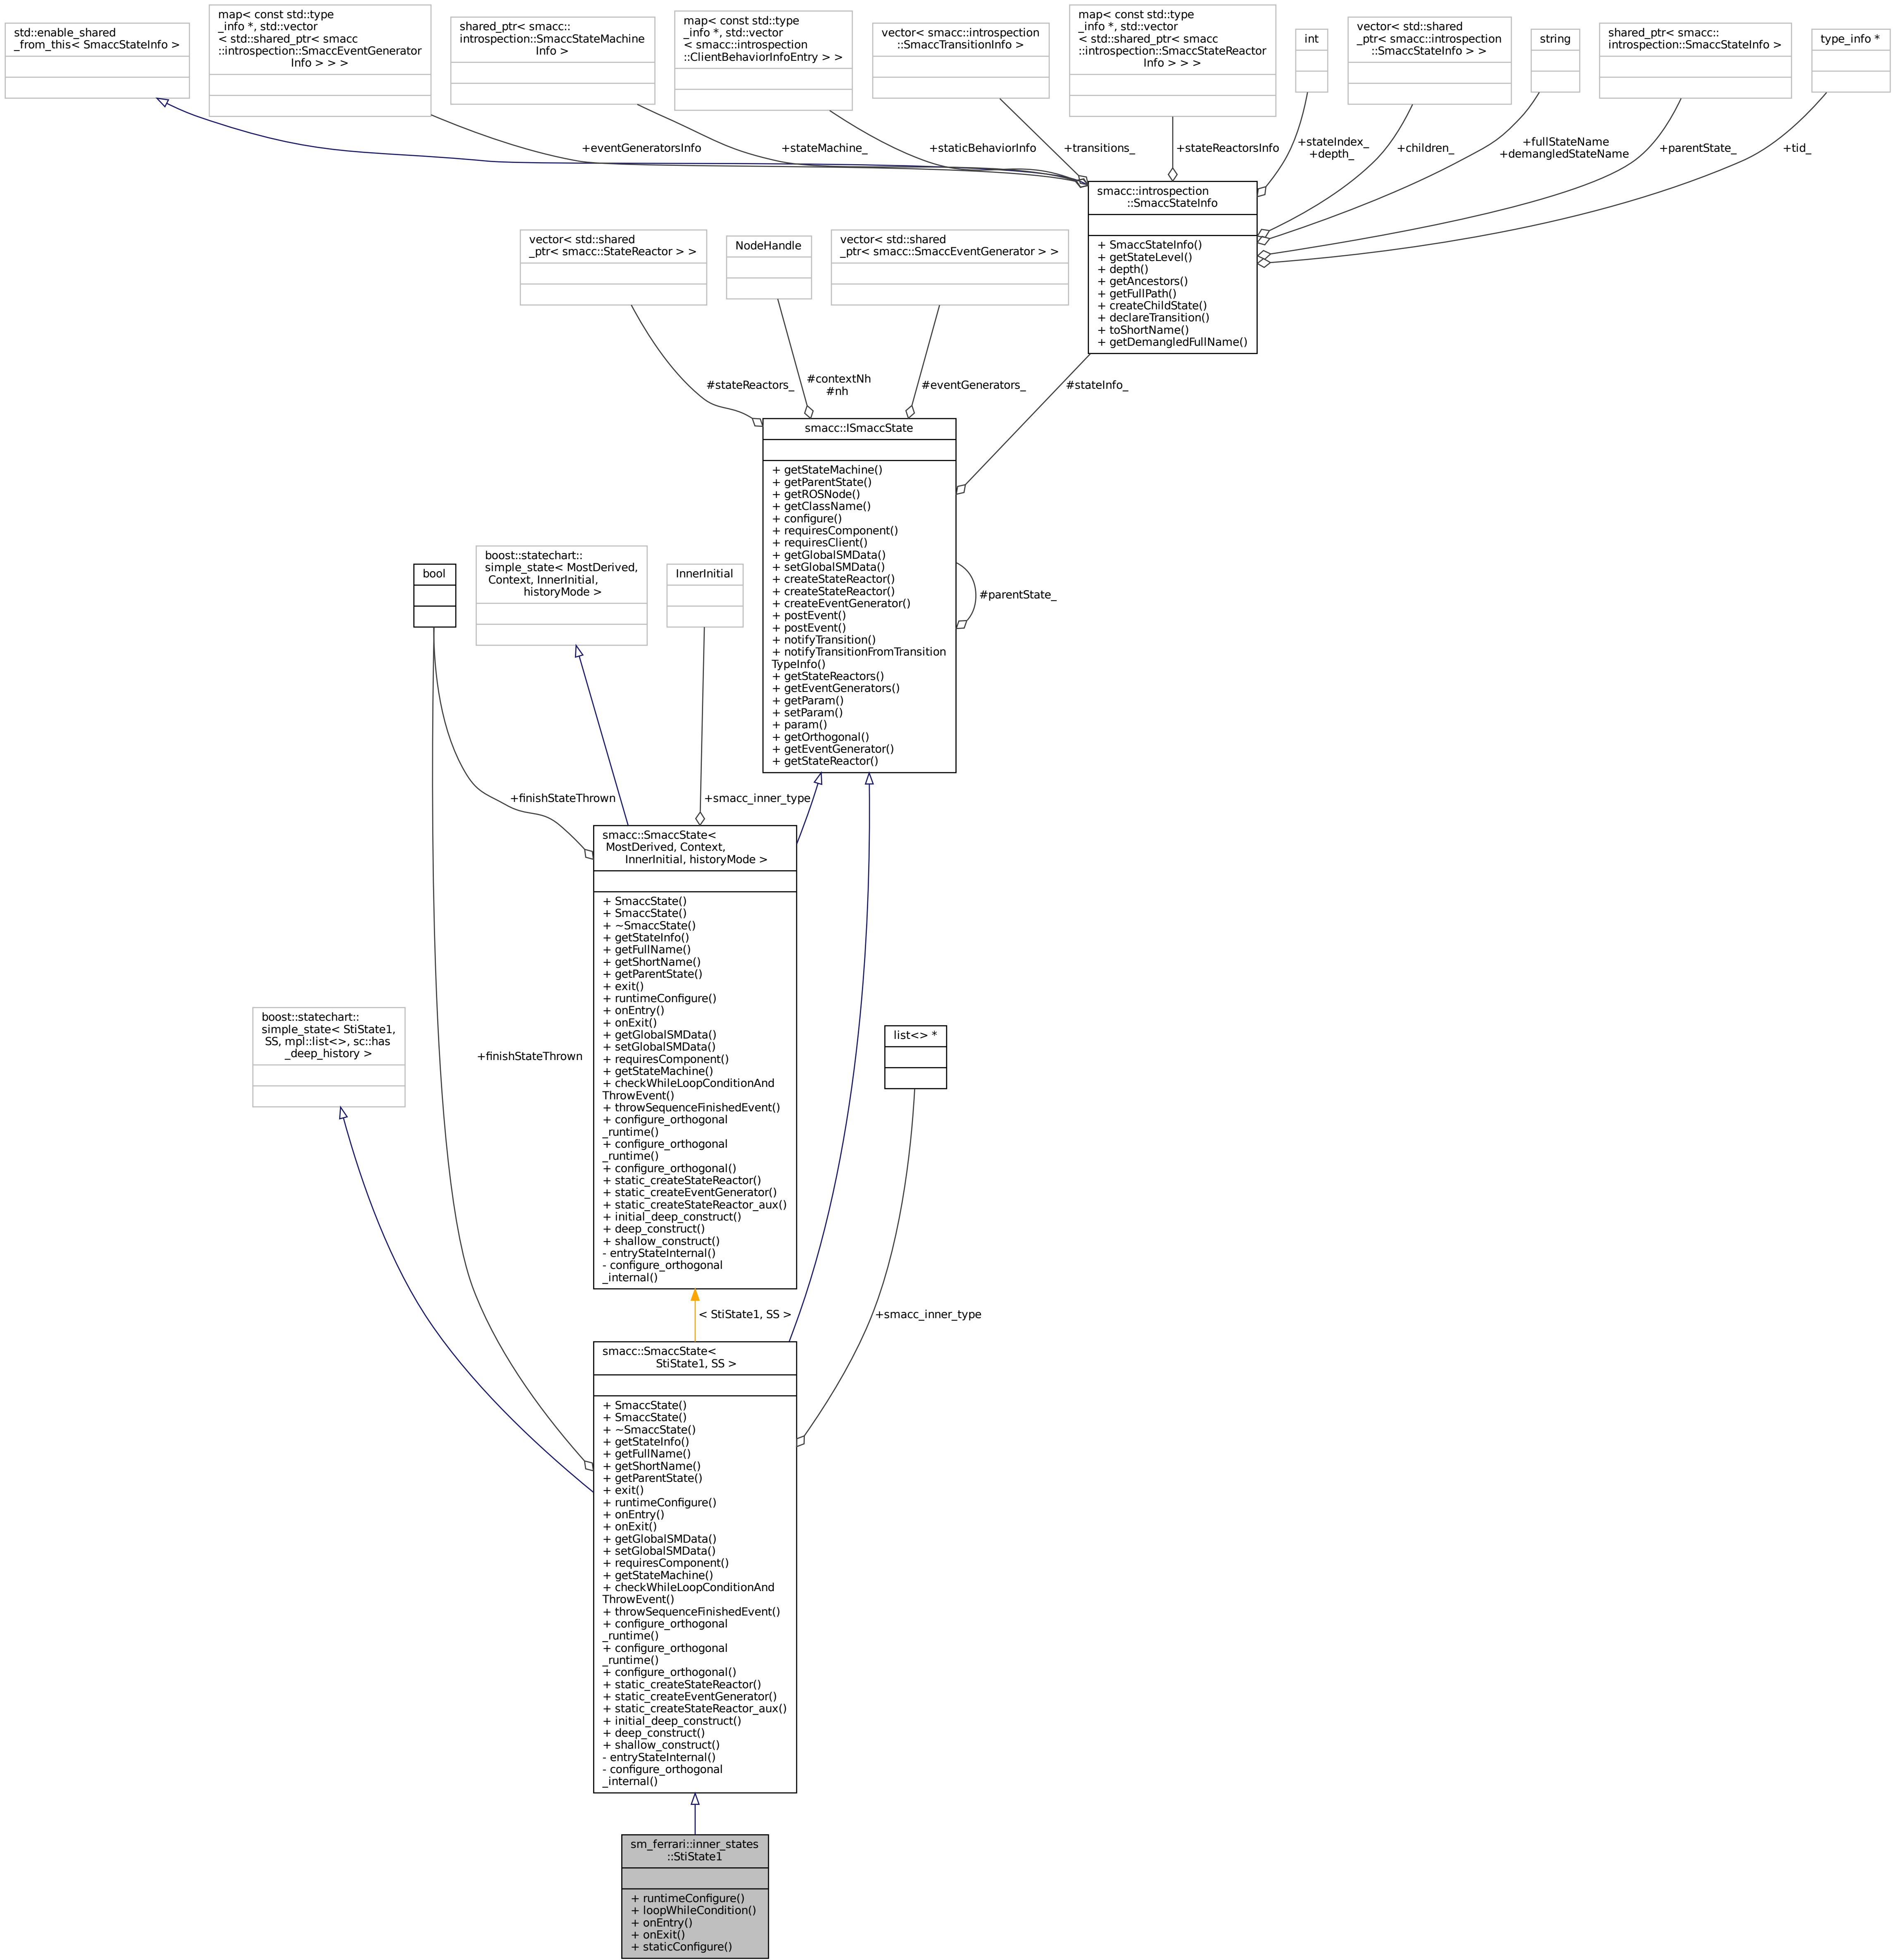 std::enable_shared
_from_this< SmaccStateInfo >
map< const std::type
_info *, std::vector
< std::shared_ptr< smacc
::introspection::SmaccEventGenerator
Info > > >
shared_ptr< smacc::
introspection::SmaccStateMachine
Info >
map< const std::type
_info *, std::vector
< smacc::introspection
::ClientBehaviorInfoEntry > >
vector< smacc::introspection
::SmaccTransitionInfo >
map< const std::type
_info *, std::vector
< std::shared_ptr< smacc
::introspection::SmaccStateReactor
Info > > >
int
vector< std::shared
_ptr< smacc::introspection
::SmaccStateInfo > >
string
shared_ptr< smacc::
introspection::SmaccStateInfo >
type_info *
+eventGeneratorsInfo
+stateMachine_
+staticBehaviorInfo
+transitions_
+stateReactorsInfo
+stateIndex_
+depth_
+children_
+fullStateName
+demangledStateName
+parentState_
+tid_
smacc::introspection
::SmaccStateInfo
+ SmaccStateInfo()
+ getStateLevel()
+ depth()
+ getAncestors()
+ getFullPath()
+ createChildState()
+ declareTransition()
+ toShortName()
+ getDemangledFullName()
vector< std::shared
_ptr< smacc::StateReactor > >
NodeHandle
vector< std::shared
_ptr< smacc::SmaccEventGenerator > >
#stateReactors_
#contextNh
#nh
#eventGenerators_
#stateInfo_
smacc::ISmaccState
+ getStateMachine()
+ getParentState()
+ getROSNode()
+ getClassName()
+ configure()
+ requiresComponent()
+ requiresClient()
+ getGlobalSMData()
+ setGlobalSMData()
+ createStateReactor()
+ createStateReactor()
+ createEventGenerator()
+ postEvent()
+ postEvent()
+ notifyTransition()
+ notifyTransitionFromTransition
TypeInfo()
+ getStateReactors()
+ getEventGenerators()
+ getParam()
+ setParam()
+ param()
+ getOrthogonal()
+ getEventGenerator()
+ getStateReactor()
#parentState_
bool
boost::statechart::
simple_state< MostDerived,
Context, InnerInitial,
historyMode >
InnerInitial
+finishStateThrown
+smacc_inner_type
smacc::SmaccState<
MostDerived, Context,
InnerInitial, historyMode >
+ SmaccState()
+ SmaccState()
+ ~SmaccState()
+ getStateInfo()
+ getFullName()
+ getShortName()
+ getParentState()
+ exit()
+ runtimeConfigure()
+ onEntry()
+ onExit()
+ getGlobalSMData()
+ setGlobalSMData()
+ requiresComponent()
+ getStateMachine()
+ checkWhileLoopConditionAnd
ThrowEvent()
+ throwSequenceFinishedEvent()
+ configure_orthogonal
_runtime()
+ configure_orthogonal
_runtime()
+ configure_orthogonal()
+ static_createStateReactor()
+ static_createEventGenerator()
+ static_createStateReactor_aux()
+ initial_deep_construct()
+ deep_construct()
+ shallow_construct()
- entryStateInternal()
- configure_orthogonal
_internal()
boost::statechart::
simple_state< StiState1,
SS, mpl::list<>, sc::has
_deep_history >
+finishStateThrown
list<> *
< StiState1, SS >
+smacc_inner_type
smacc::SmaccState<
StiState1, SS >
+ SmaccState()
+ SmaccState()
+ ~SmaccState()
+ getStateInfo()
+ getFullName()
+ getShortName()
+ getParentState()
+ exit()
+ runtimeConfigure()
+ onEntry()
+ onExit()
+ getGlobalSMData()
+ setGlobalSMData()
+ requiresComponent()
+ getStateMachine()
+ checkWhileLoopConditionAnd
ThrowEvent()
+ throwSequenceFinishedEvent()
+ configure_orthogonal
_runtime()
+ configure_orthogonal
_runtime()
+ configure_orthogonal()
+ static_createStateReactor()
+ static_createEventGenerator()
+ static_createStateReactor_aux()
+ initial_deep_construct()
+ deep_construct()
+ shallow_construct()
- entryStateInternal()
- configure_orthogonal
_internal()
sm_ferrari::inner_states
::StiState1
+ runtimeConfigure()
+ loopWhileCondition()
+ onEntry()
+ onExit()
+ staticConfigure()